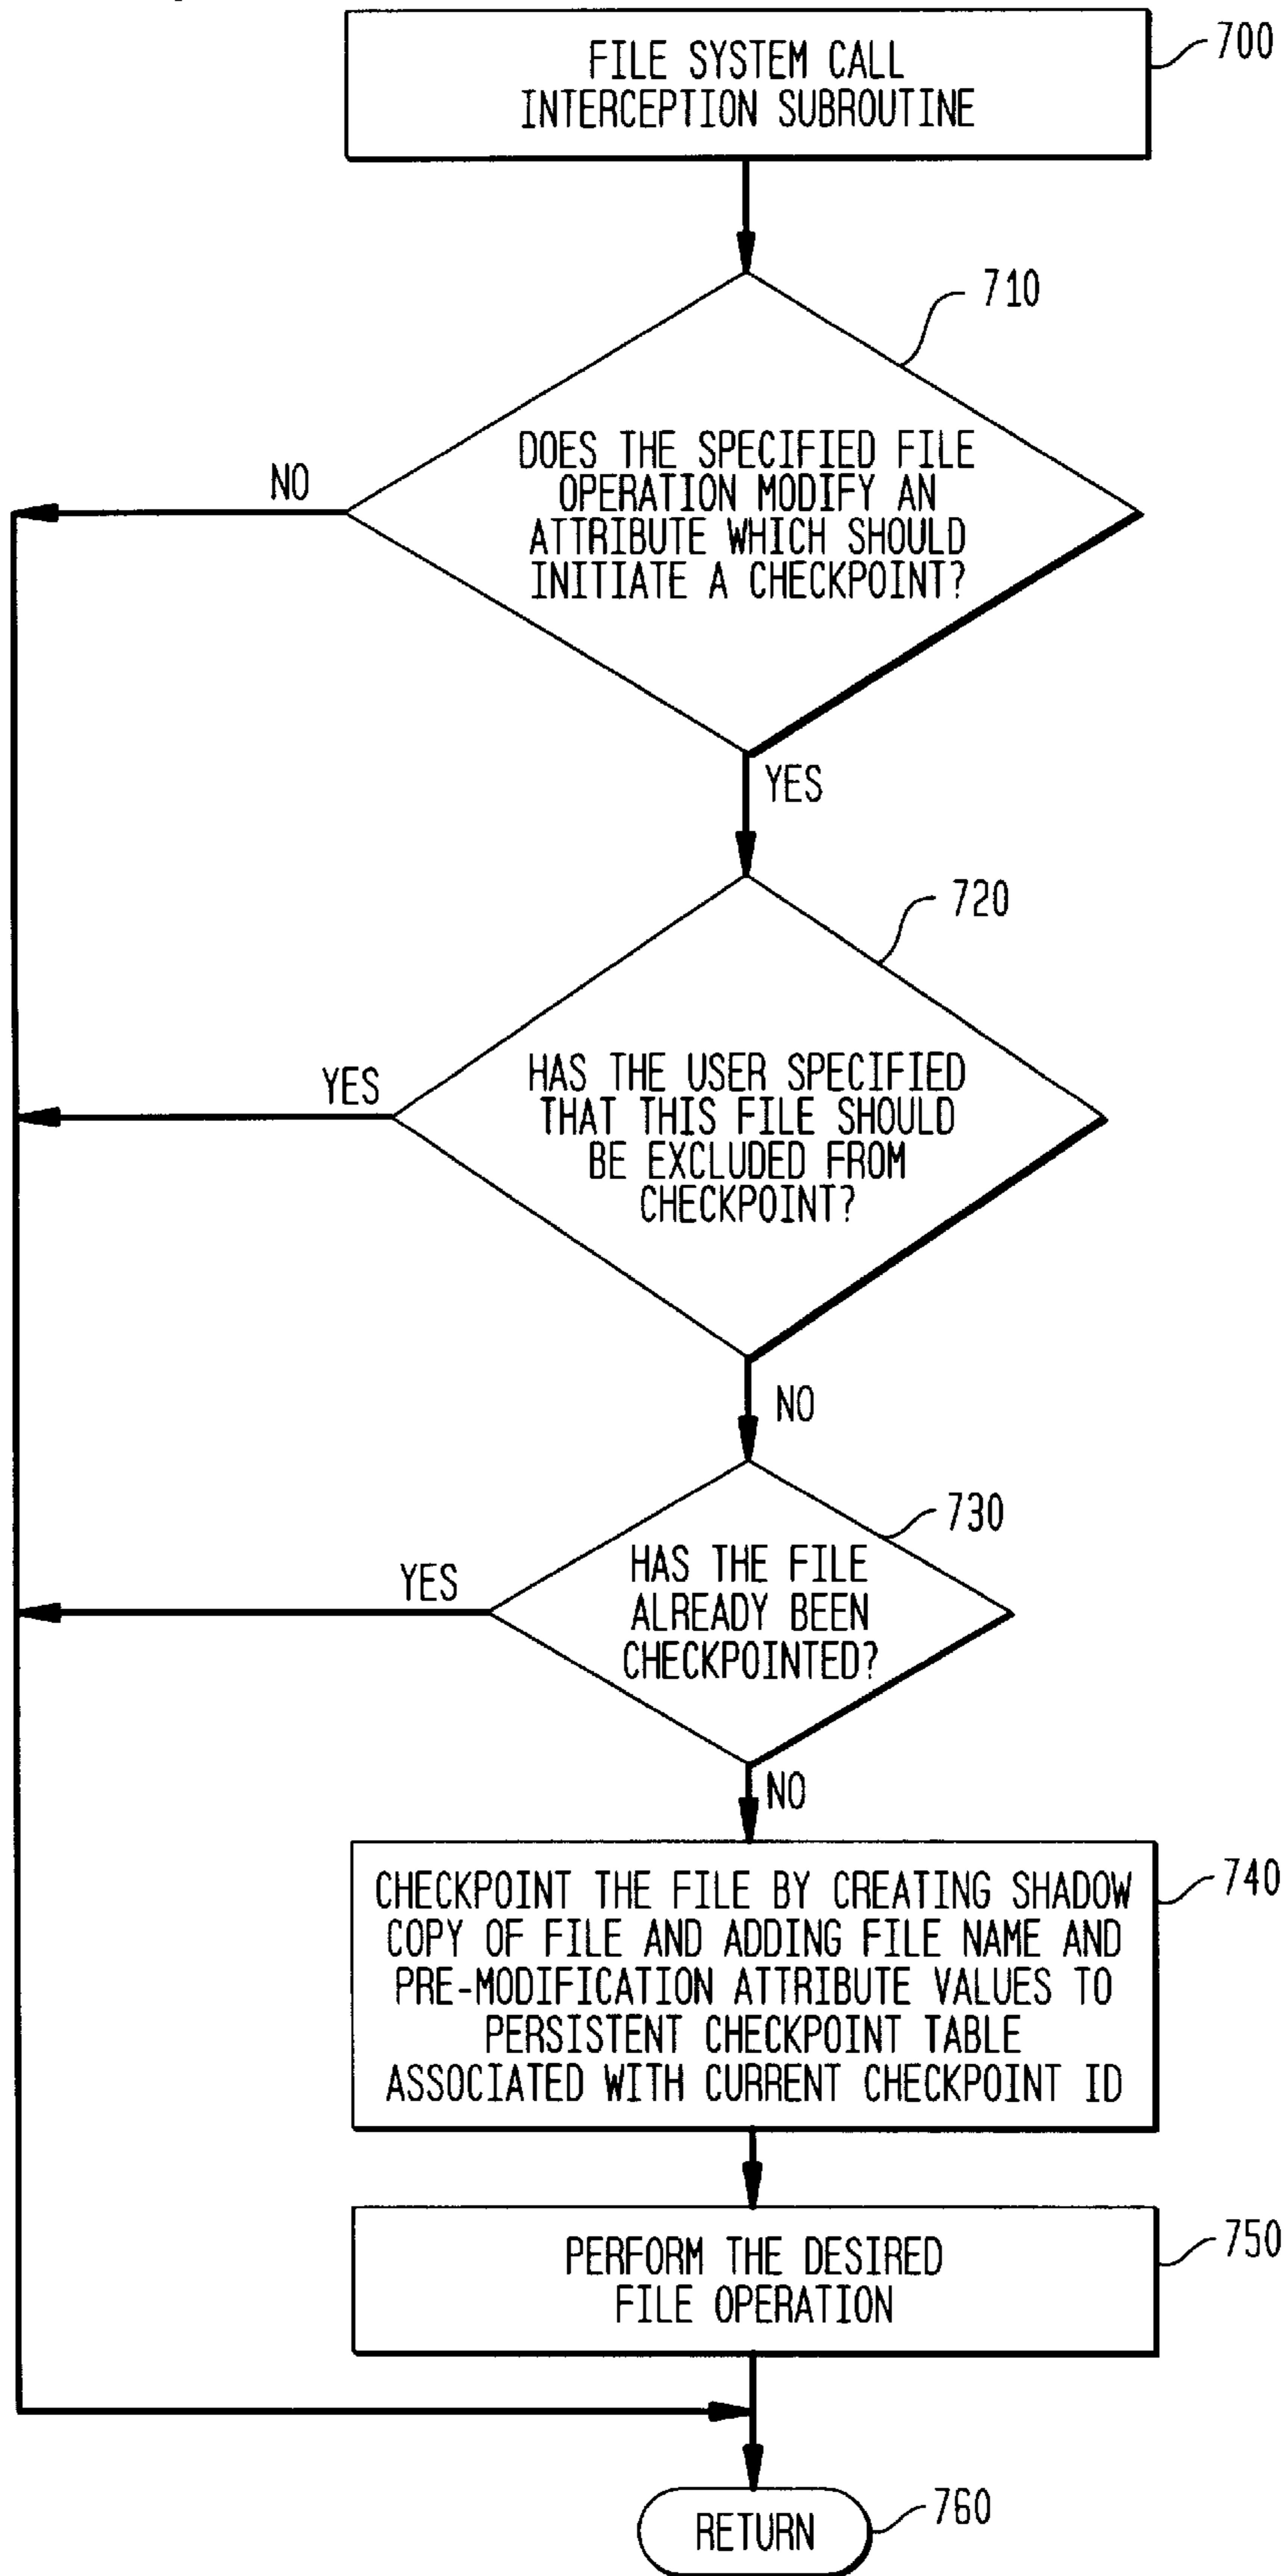 FILE SYSTEM CALL
INTERCEPTION SUBROUTINE
700
710
DOES THE SPECIFIED FILE
OPERATION MODIFY AN
ATTRIBUTE WHICH SHOULD
INITIATE A CHECKPOINT?
NO
YES
720
HAS THE USER SPECIFIED
THAT THIS FILE SHOULD
BE EXCLUDED FROM
CHECKPOINT?
YES
NO
730
HAS THE FILE
ALREADY BEEN
CHECKPOINTED?
YES
NO
CHECKPOINT THE FILE BY CREATING SHADOW
COPY OF FILE AND ADDING FILE NAME AND
PRE-MODIFICATION ATTRIBUTE VALUES TO
PERSISTENT CHECKPOINT TABLE
ASSOCIATED WITH CURRENT CHECKPOINT ID
740
PERFORM THE DESIRED
FILE OPERATION
750
RETURN
760